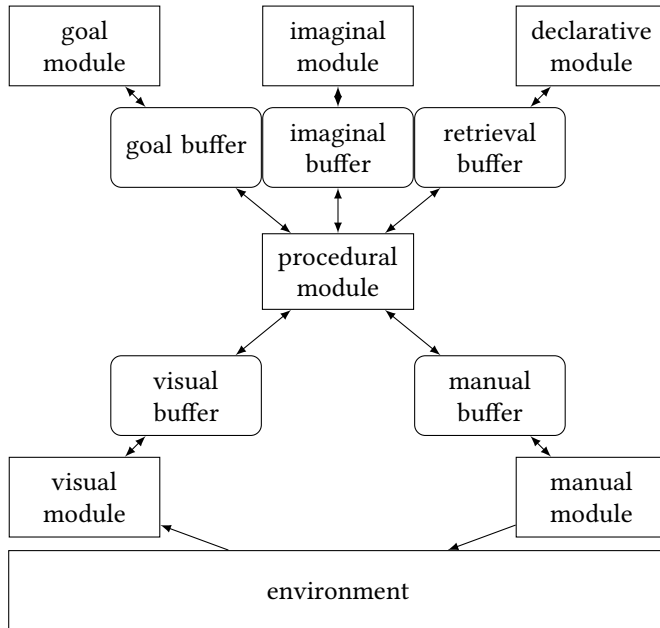 goal
module
imaginal
module
declarative
module
goal buffer
imaginal
buffer
retrieval
buffer
procedural
module
visual
buffer
manual
buffer
visual
module
manual
module
environment